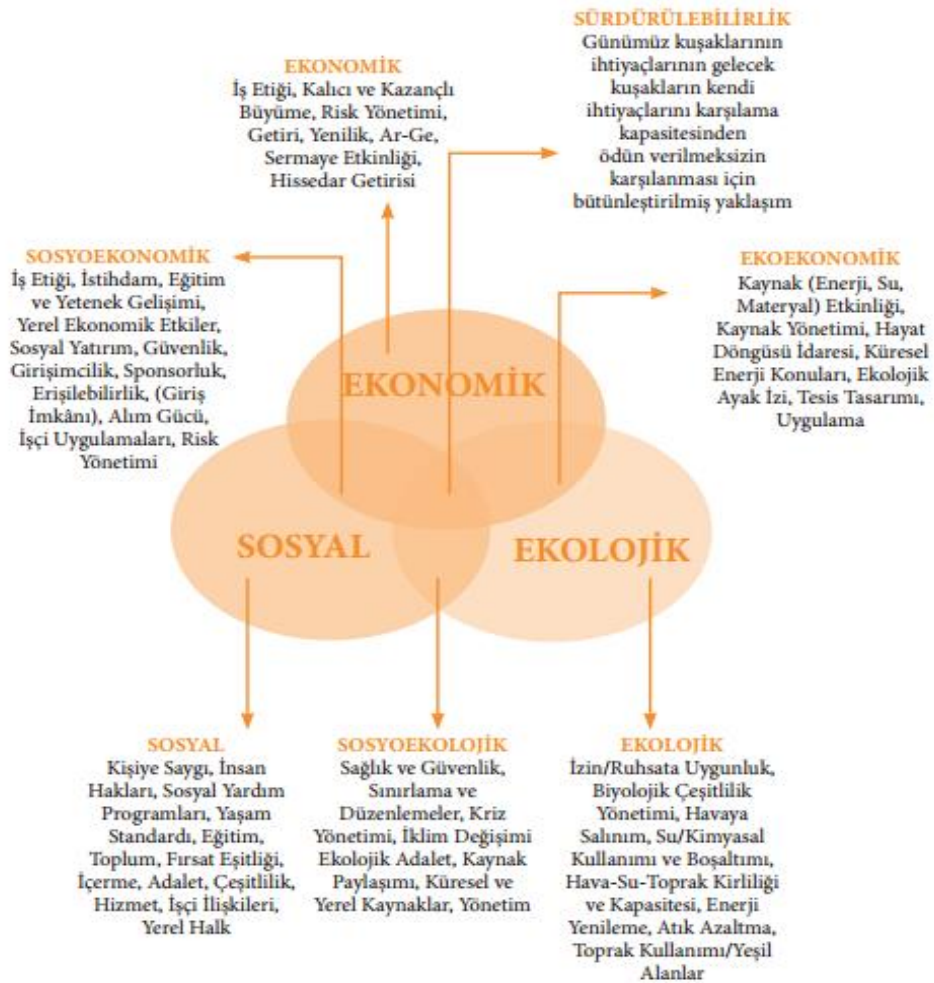 SÜRDÜRÜLEBİLİRLİK
Günümüz kuşaklarının
ihtiyaçlarının gelecek
kuşakların kendi
ihtiyaçlarını karşılama
kapasitesinden
ödün verilmeksizin
karşılanması için
bütünleştirilmiş yaklaşım
EKONOMİK
İş Etiği, Kalıcı ve Kazançlı
Büyüme, Risk Yönetimi,
Getiri, Yenilik, Ar-Ge,
Sermaye Etkinliği,
Hissedar Getirisi
SOSYOEKONOMİK
İş Etiği, İstihdam, Eğitim
ve Yetenek Gelişimi,
Yerel Ekonomik Etkiler,
Sosyal Yatırım, Güvenlik,
Girişimcilik, Sponsorluk,
Erişilebilirlik, (Giriş
İmkânı), Alım Gücü,
İşçi Uygulamaları, Risk
Yönetimi
EKOEKONOMİK
Kaynak (Enerji, Su,
Materyal) Etkinliği,
Kaynak Yönetimi, Hayat
Döngüsü İdaresi, Küresel
Enerji Konuları, Ekolojik
Ayak İzi, Tesis Tasarımı,
Uygulama
EKONOMİK
SOSYAL
EKOLOJİK
SOSYAL
Kişiye Saygı, İnsan
Hakları, Sosyal Yardım
Programları, Yaşam
Standardı, Eğitim,
Toplum, Fırsat Eşitliği,
İçerme, Adalet, Çeşitlilik,
Hizmet, İşçi İlişkileri,
Yerel Halk
SOSYOEKOLOJİK
Sağlık ve Güvenlik,
Sınırlama ve
Düzenlemeler, Kriz
Yönetimi, İklim Değişimi
Ekolojik Adalet, Kaynak
Paylaşımı, Küresel ve
Yerel Kaynaklar, Yönetim
EKOLOJİK
İzin/Ruhsata Uygunluk,
Biyolojik Çeşitlilik
Yönetimi, Havaya
Salınım, Su/Kimyasal
Kullanımı ve Boşaltımı,
Hava-Su-Toprak Kirliliği
ve Kapasitesi, Enerji
Yenileme, Atık Azaltma,
Toprak Kullanımı/Yeşil
Alanlar